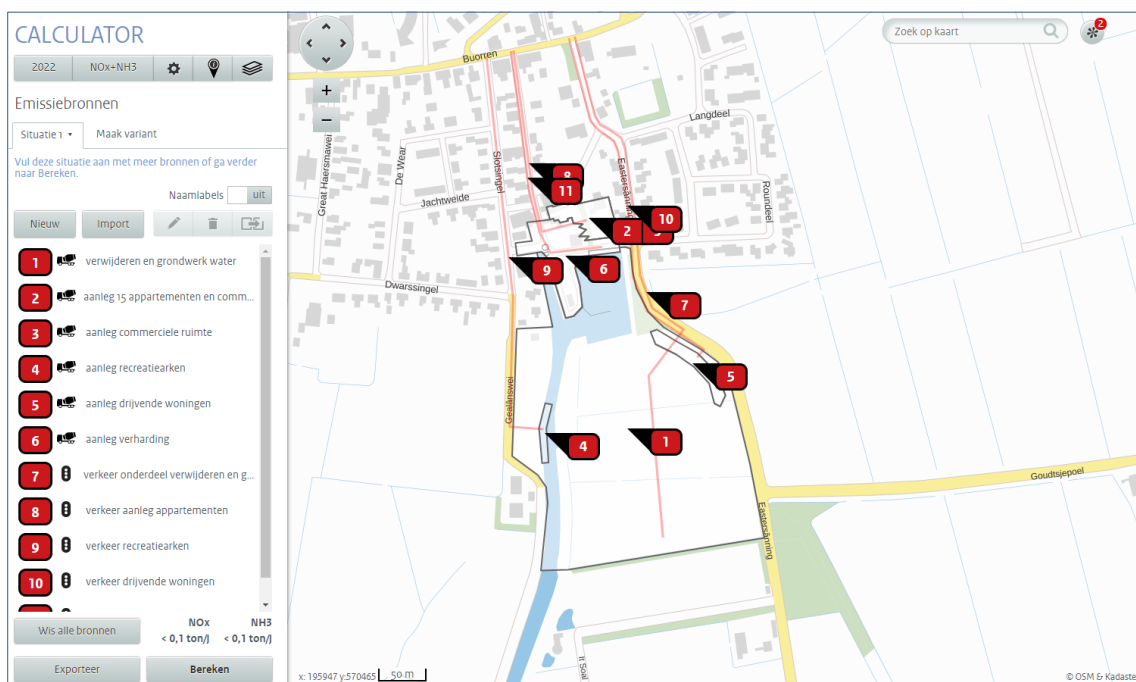 CALCULATOR
2022
NOx+NH3
Emissiebronnen
Situatie 1
Maak variant
Vul deze situatie aan met meer bronnen of ga verder
naar Bereken.
Naamlabels
uit
Nieuw
Import
1 verwijderen en grondwerk water
2 aanleg 15 appartementen en comm...
3 aanleg commerciele ruimte
4 aanleg recreatiearken
5 aanleg drijvende woningen
6 aanleg verharding
7 verkeer onderdeel verwijderen en g...
8 verkeer aanleg appartementen
9 verkeer recreatiearken
10 verkeer drijvende woningen
Wis alle bronnen
NOx
NH3
< 0,1 ton/j
< 0,1 ton/j
Exporteer
Bereken
Zoek op kaart
2
+
−
Buorren
Langdeel
Great Haersmawei
De Wear
Slotsingel
Eastersânning
Roundeel
Jachtweide
8
11
10
2
9
6
Dwarssingel
7
5
Gealânswei
4
1
Goudtsjepoel
Eastersânning
It Soal
x: 195947 y:570465
50 m
© OSM & Kadaste